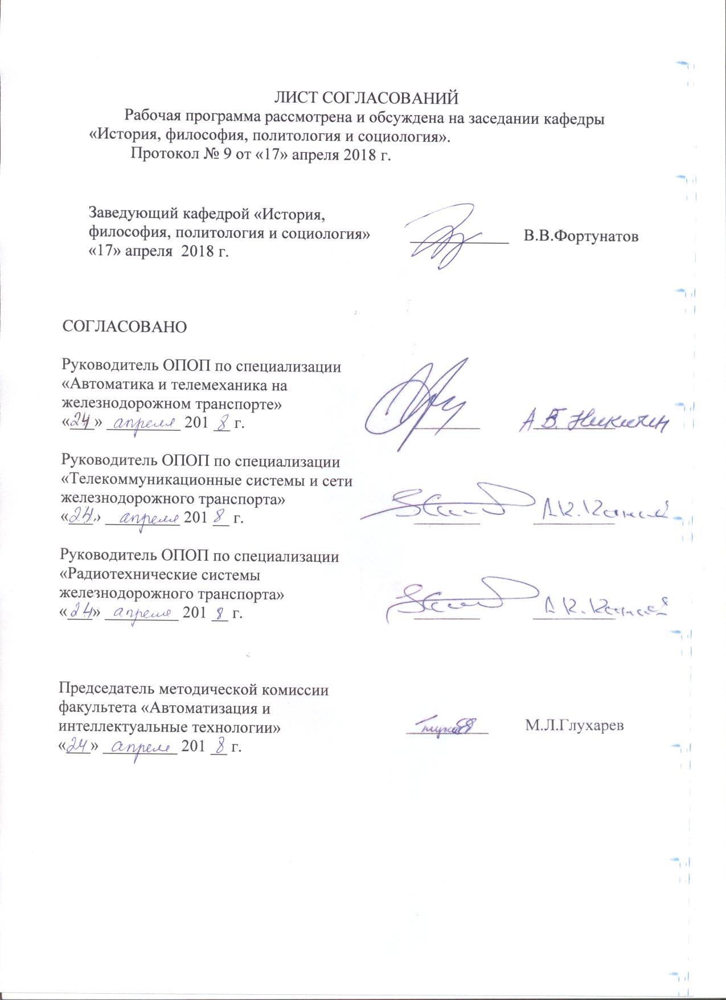 ЛИСТ СОГЛАСОВАНИЙ
Рабочая программа рассмотрена и обсуждена на заседании кафедры
«История, философия, политология и социология».
Протокол № 9 от «17» апреля 2018 г.
Заведующий кафедрой «История,
философия, политология и социология» В.В.Фортунатов
«17» апреля 2018 г.
СОГЛАСОВАНО
Руководитель ОПОП по специализации
«Автоматика и телемеханика на
железнодорожном транспорте»
«24» апреля 2018 г. А.Б. Никитин
Руководитель ОПОП по специализации
«Телекоммуникационные системы и сети
железнодорожного транспорта»
«24» апреля 2018 г. А.К.
Руководитель ОПОП по специализации
«Радиотехнические системы
железнодорожного транспорта»
«24» апреля 2018 г. А.К.
Председатель методической комиссии
факультета «Автоматизация и
интеллектуальные технологии» М.Л.Глухарев
«24» апреля 2018 г.